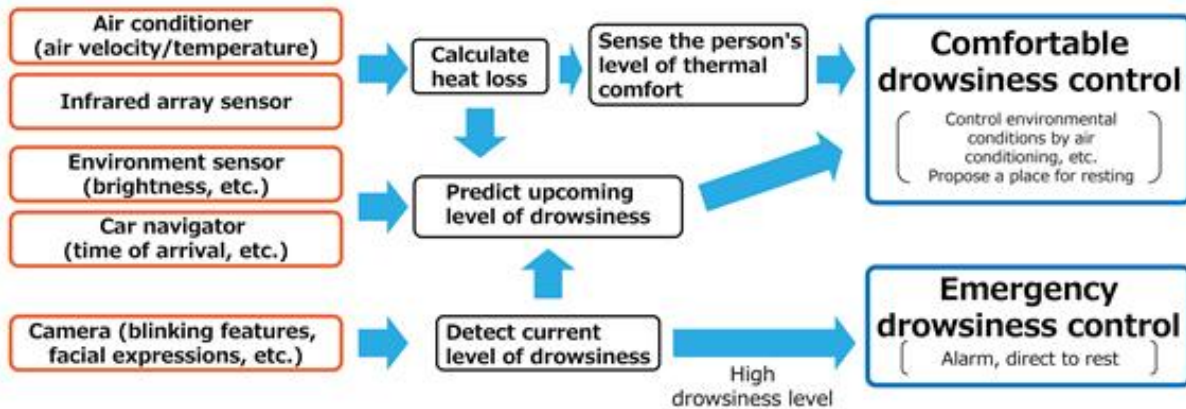 Air conditioner
(air velocity/temperature)
Infrared array sensor
Environment sensor
(brightness, etc.)
Car navigator
(time of arrival, etc.)
Camera (blinking features,
facial expressions, etc.)
Calculate
heat loss
Sense the person's
level of thermal
comfort
Predict upcoming
level of drowsiness
Detect current
level of drowsiness
High
drowsiness level
Comfortable
drowsiness control
Control environmental
conditions by air
conditioning, etc.
Propose a place for resting
Emergency
drowsiness control
Alarm, direct to rest